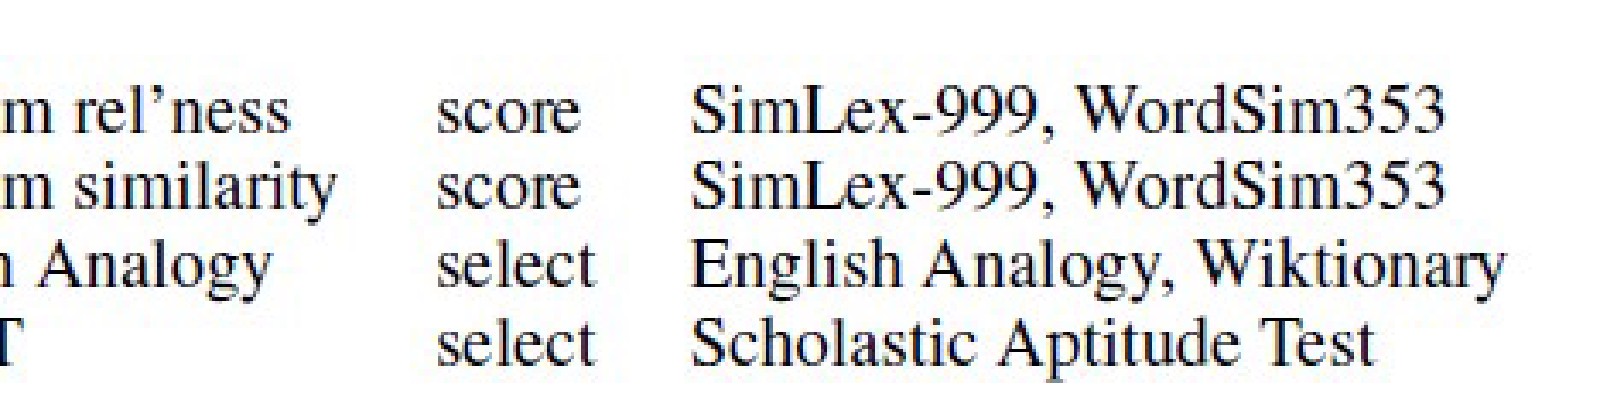 m rel’ness score SimLex-999, WordSim353
m similarity score SimLex-999, WordSim353
Analogy select English Analogy, Wiktionary
T select Scholastic Aptitude Test